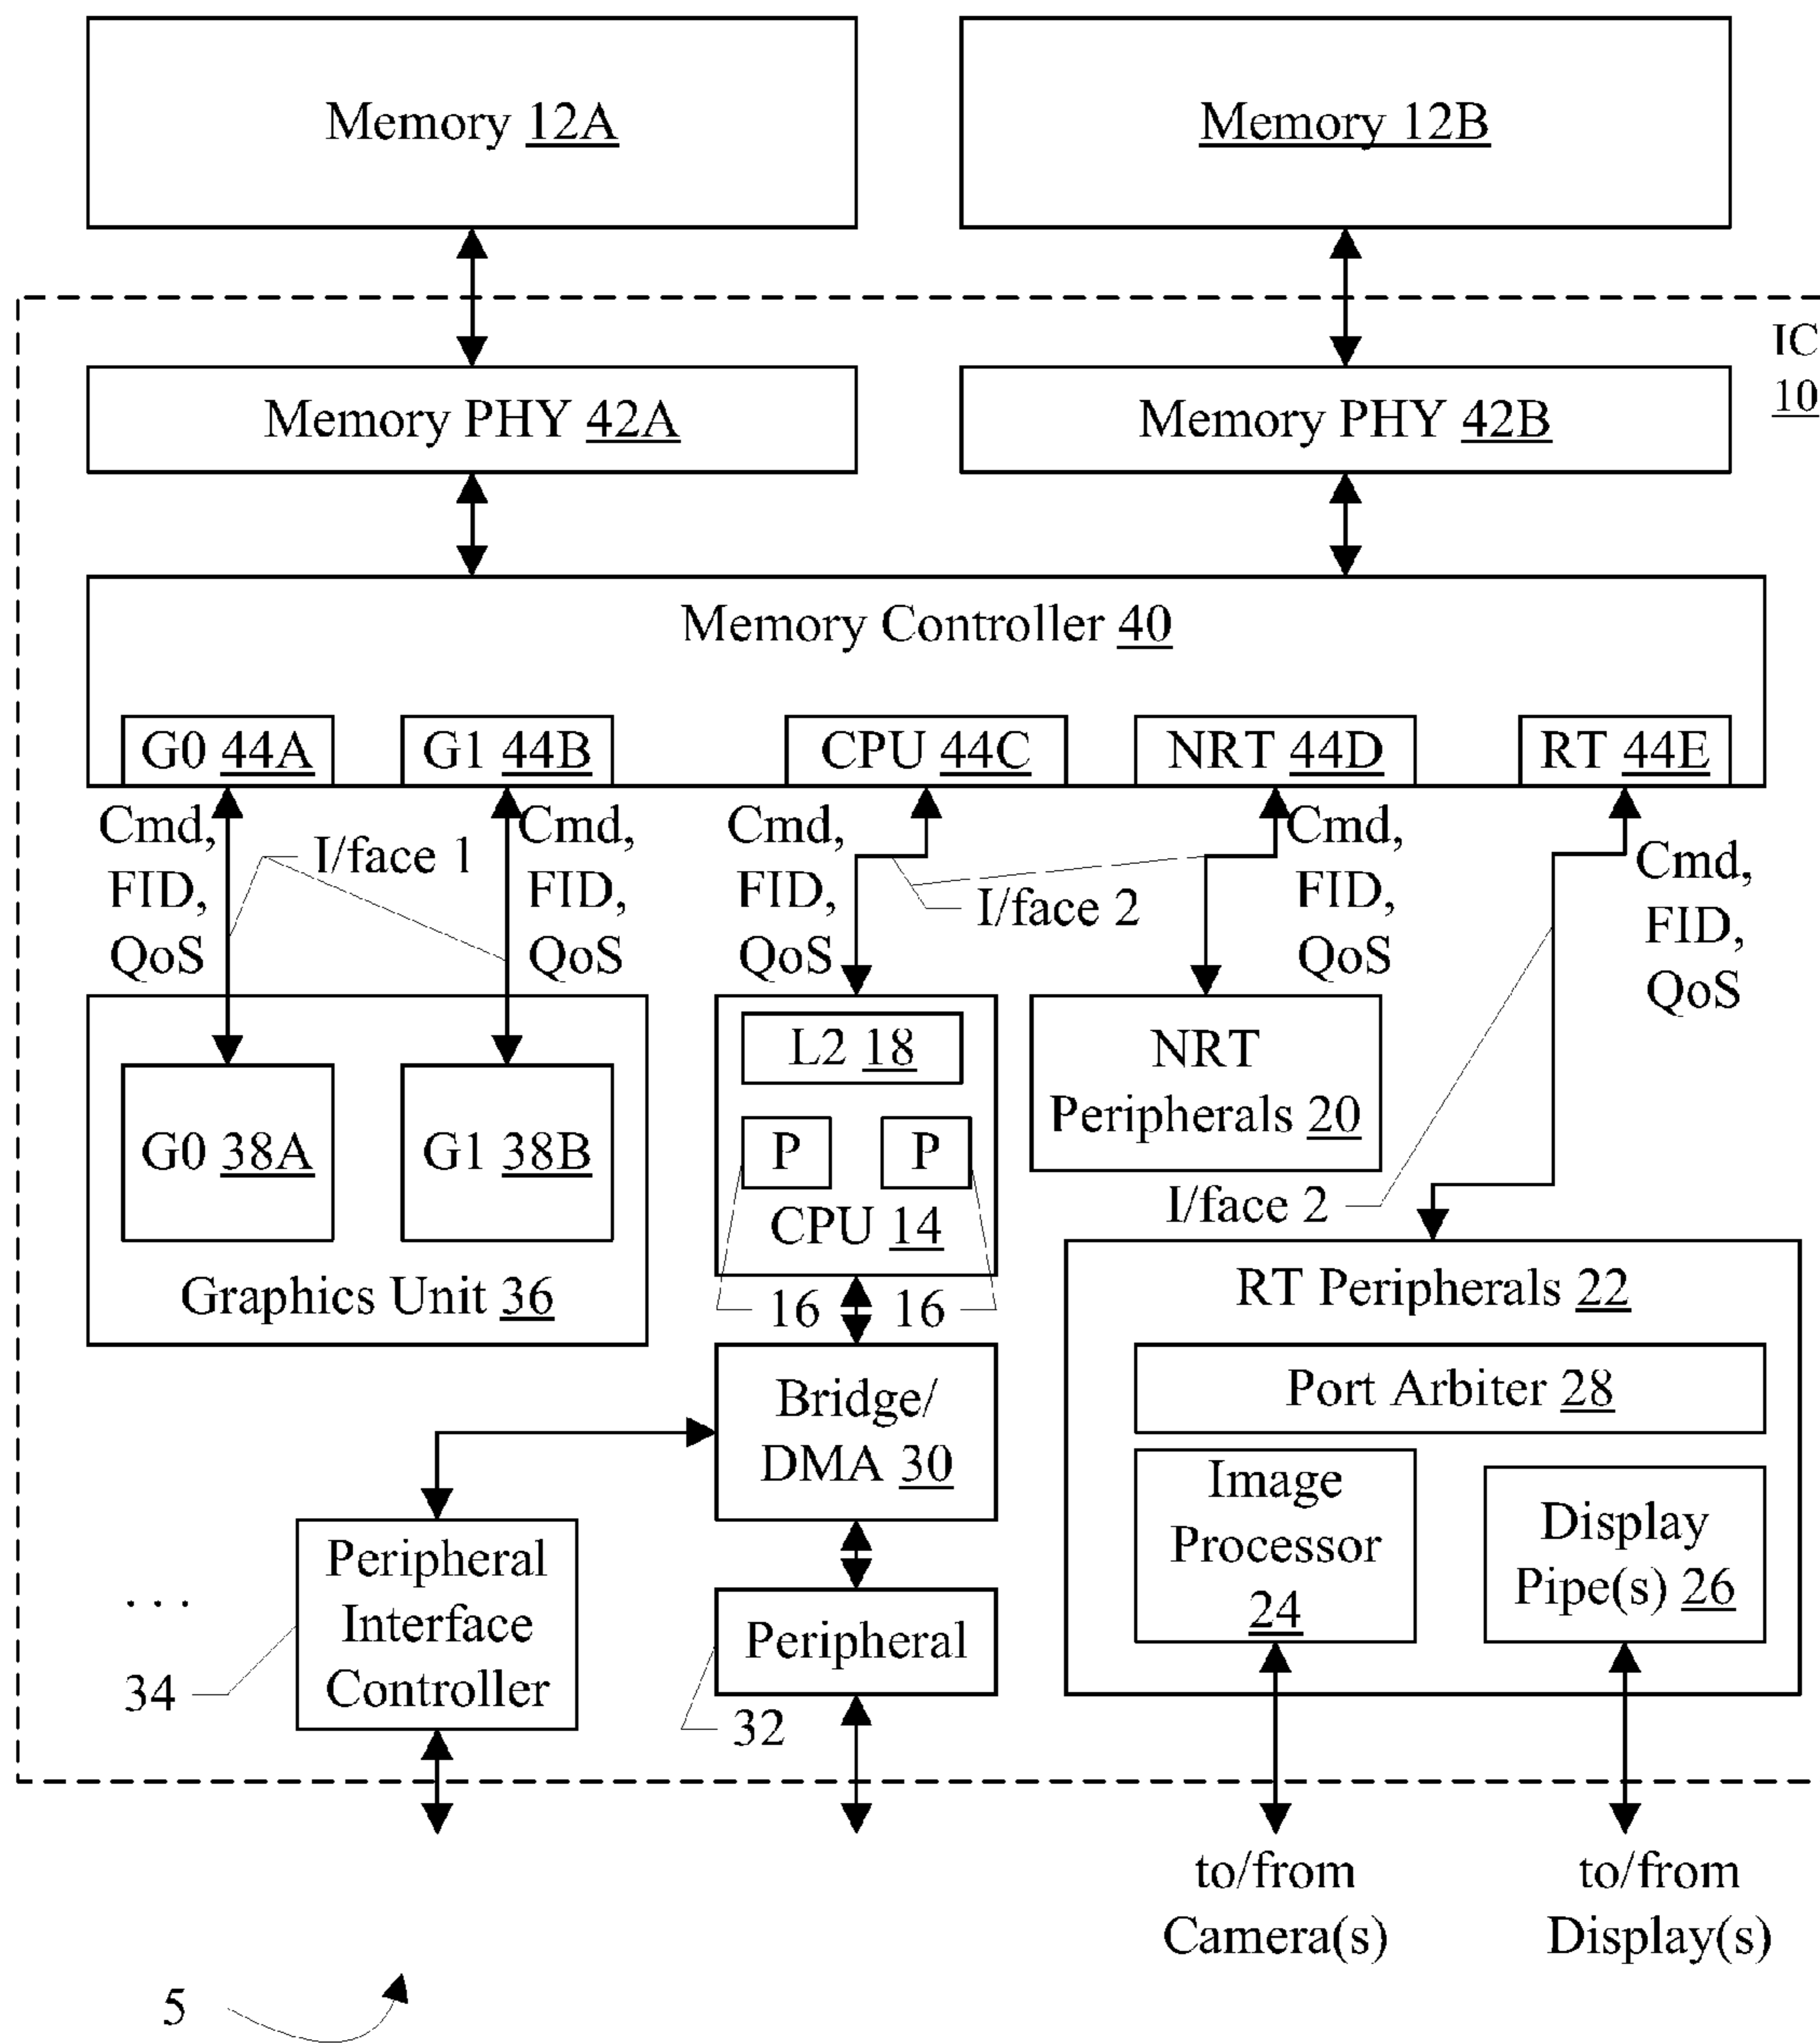 Memory 12A
Memory 12B
IC
10
Memory PHY 42A
Memory PHY 42B
Memory Controller 40
G0 44A
G1 44B
CPU 44C
NRT 44D
RT 44E
Cmd,
FID,
QoS
I/face 1
Cmd,
FID,
QoS
Cmd,
FID,
QoS
I/face 2
Cmd,
FID,
QoS
Cmd,
FID,
QoS
G0 38A
G1 38B
Graphics Unit 36
L2 18
P
P
CPU 14
16
16
NRT
Peripherals 20
I/face 2
RT Peripherals 22
Port Arbiter 28
Image
Processor
24
Display
Pipe(s) 26
Bridge/
DMA 30
Peripheral
Interface
Controller
. . .
34
Peripheral
32
to/from
Camera(s)
to/from
Display(s)
5